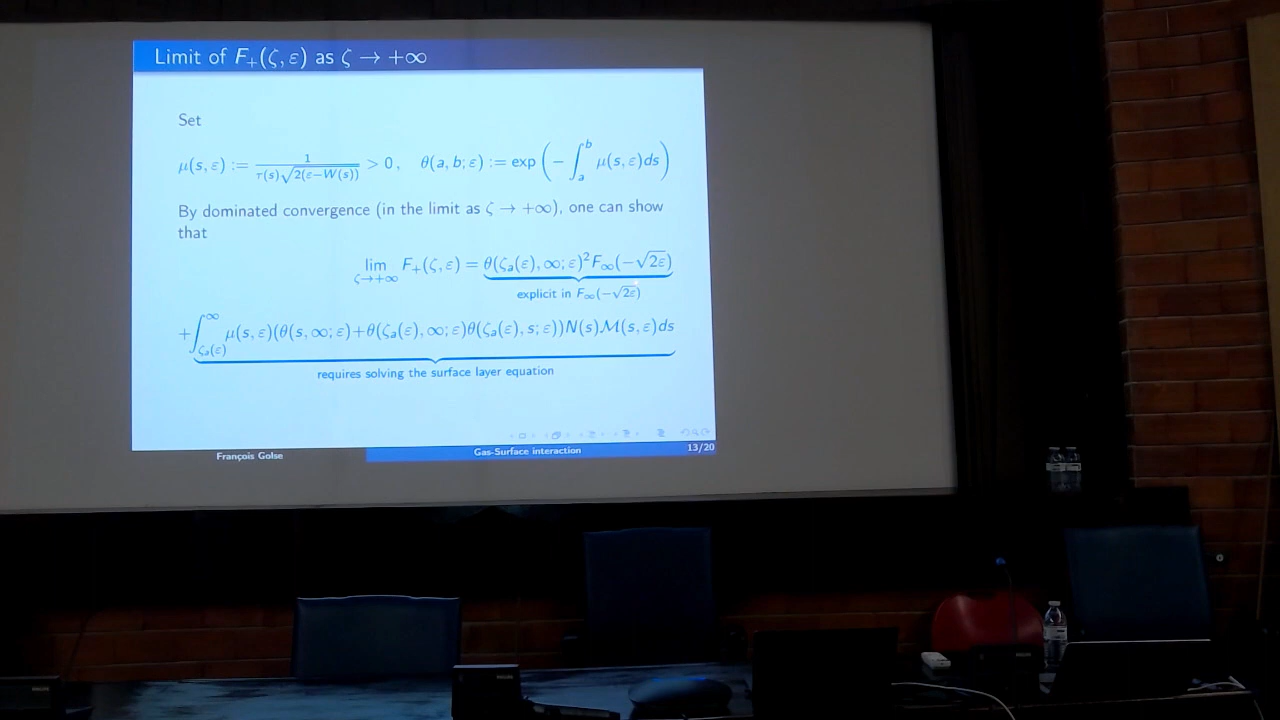 Limit of F₊(ζ, ε) as ζ → +∞
Set
μ(s, ε) := 1/(τ(s)√(2(ε−W(s)))) > 0 , θ(a, b; ε) := exp (− ∫_a^b μ(s, ε)ds)
By dominated convergence (in the limit as ζ → +∞), one can show
that
lim_{ζ→+∞} F₊(ζ, ε) = θ(ζₐ(ε), ∞; ε)²F∞(−√2ε)
explicit in F∞(−√2ε)
+∫_{ζₐ(ε)}^∞ μ(s, ε)(θ(s, ∞; ε)+θ(ζₐ(ε), ∞; ε)θ(ζₐ(ε), s; ε))N(s)M(s, ε)ds
requires solving the surface layer equation
François Golse
Gas-Surface interaction
13/20